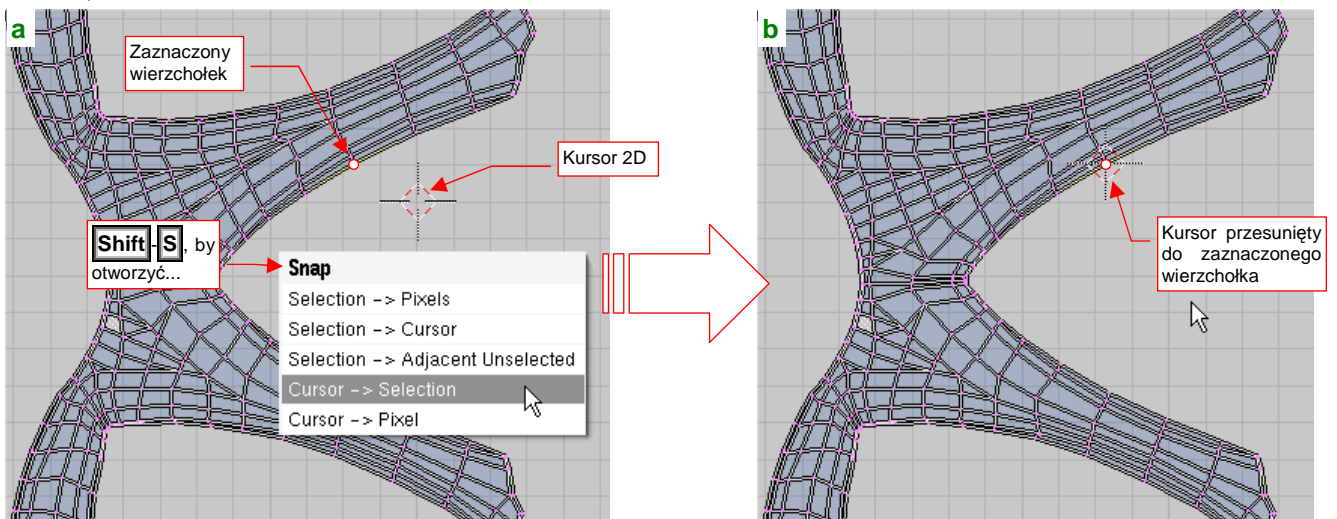 a
Zaznaczony
wierzchołek
Kursor 2D
Shift-S, by
otworzyć...
Snap
Selection -> Pixels
Selection -> Cursor
Selection -> Adjacent Unselected
Cursor -> Selection
Cursor -> Pixel
b
Kursor przesunięty
do zaznaczonego
wierzchołka